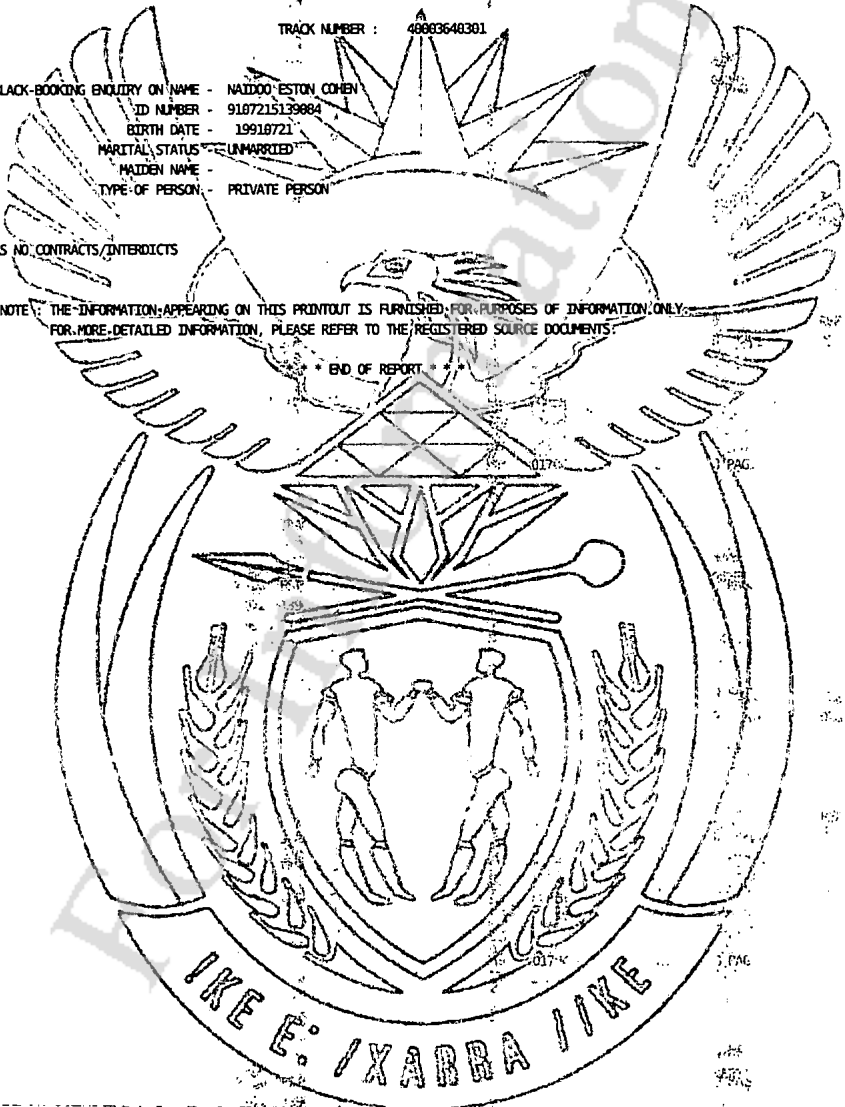 TRACK NUMBER : 40003640301
LACK-BOOKING ENQUIRY ON NAME - NAIDOO ESTON COHEN
ID NUMBER - 9107215139084
BIRTH DATE - 19910721
MARITAL STATUS - UNMARRIED
MAIDEN NAME -
TYPE OF PERSON - PRIVATE PERSON
S NO CONTRACTS/INTERDICTS
NOTE : THE INFORMATION APPEARING ON THIS PRINTOUT IS FURNISHED FOR PURPOSES OF INFORMATION ONLY.
FOR MORE DETAILED INFORMATION, PLEASE REFER TO THE REGISTERED SOURCE DOCUMENTS.
* * * END OF REPORT * * *
For Information
!KE E: /XARRA //KE